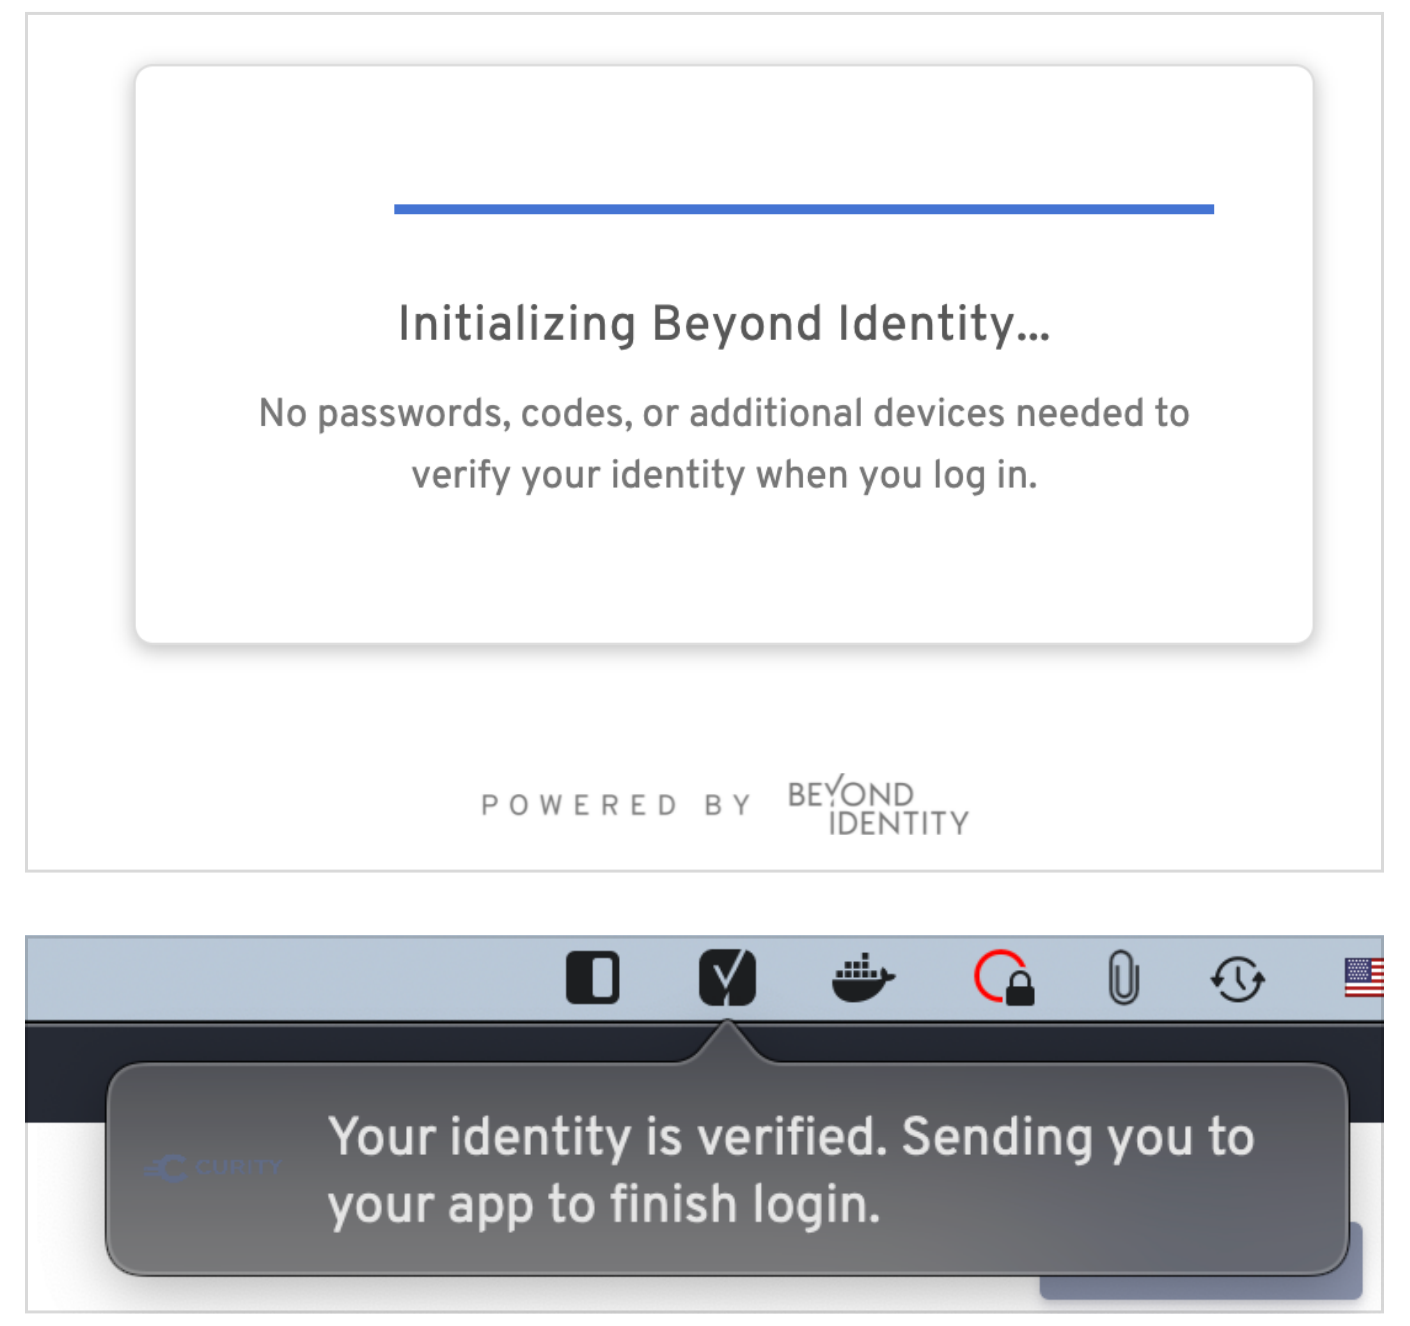 Initializing Beyond Identity...
No passwords, codes, or additional devices needed to
verify your identity when you log in.
POWERED BY BEYOND
IDENTITY
Your identity is verified. Sending you to
your app to finish login.
CURITY